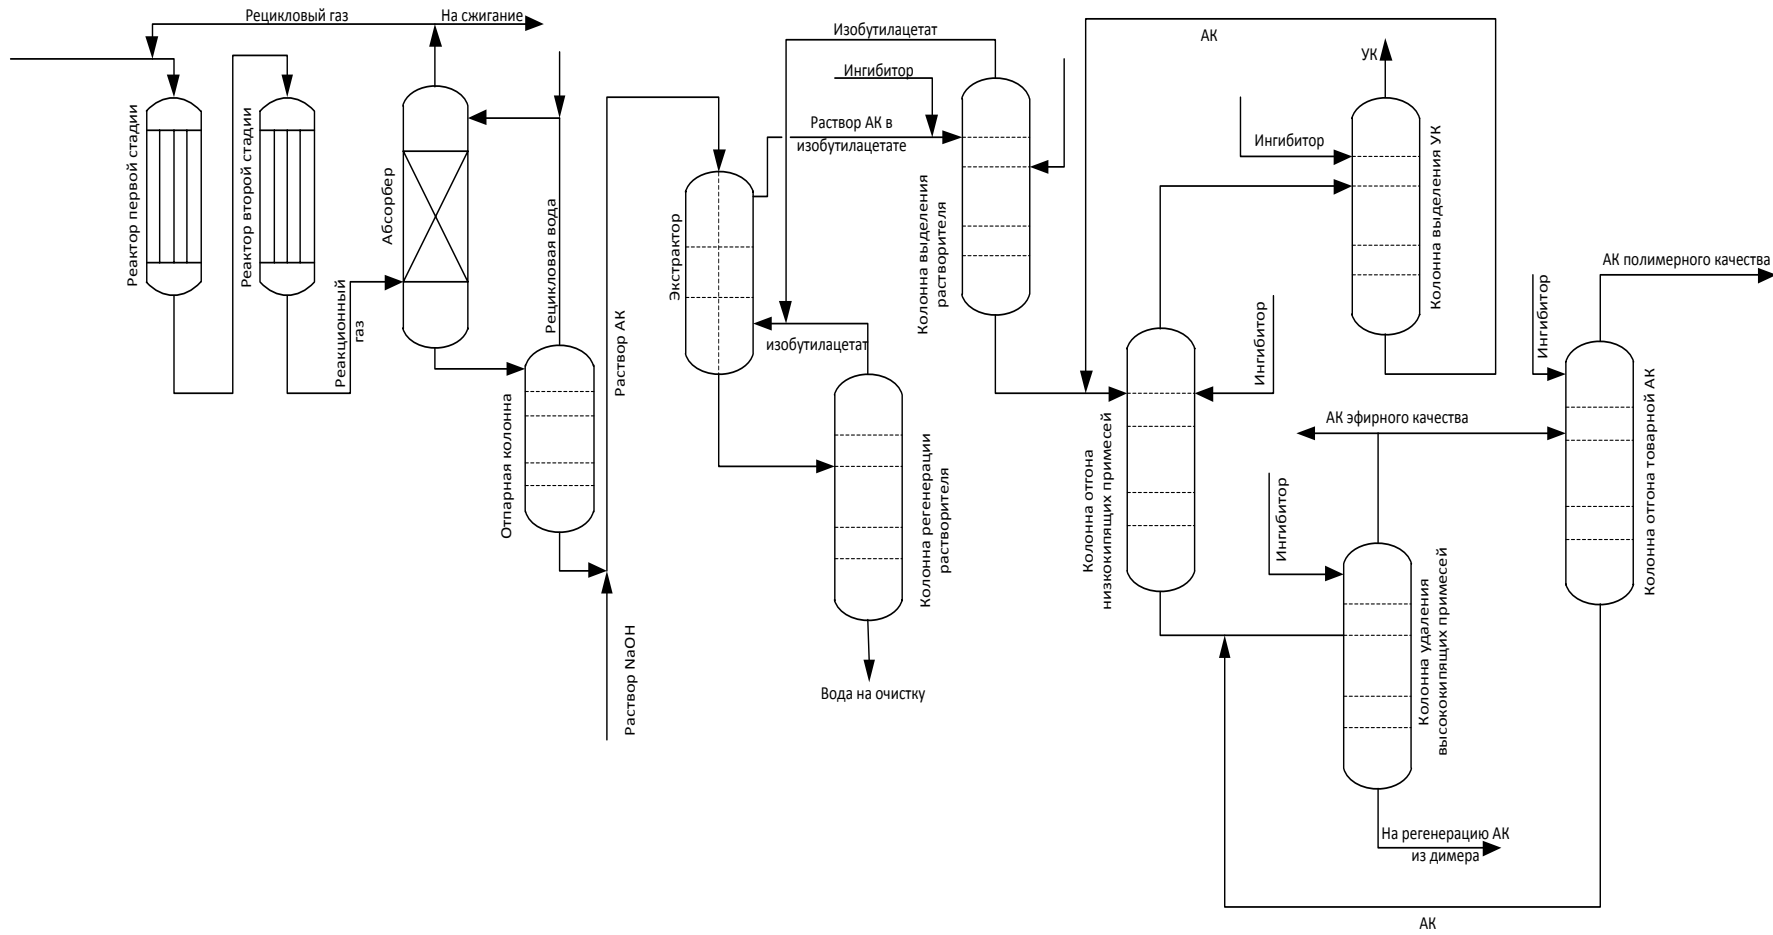 Рецикловый газ
На сжигание
Реактор первой стадии
Реактор второй стадии
Реакционный
газ
Абсорбер
Рецикловая вода
Отпарная колонна
Раствор АК
Раствор NaOH
Экстрактор
Изобутилацетат
Ингибитор
Раствор АК в
изобутилацетате
изобутилацетат
Колонна регенерации
растворителя
Вода на очистку
Колонна выделения
растворителя
АК
УК
Ингибитор
Колонна выделения УК
Ингибитор
Колонна отгона
низкокипящих примесей
АК эфирного качества
Ингибитор
Колонна удаления
высококипящих примесей
На регенерацию АК
из димера
АК полимерного качества
Ингибитор
Колонна отгона товарной АК
АК